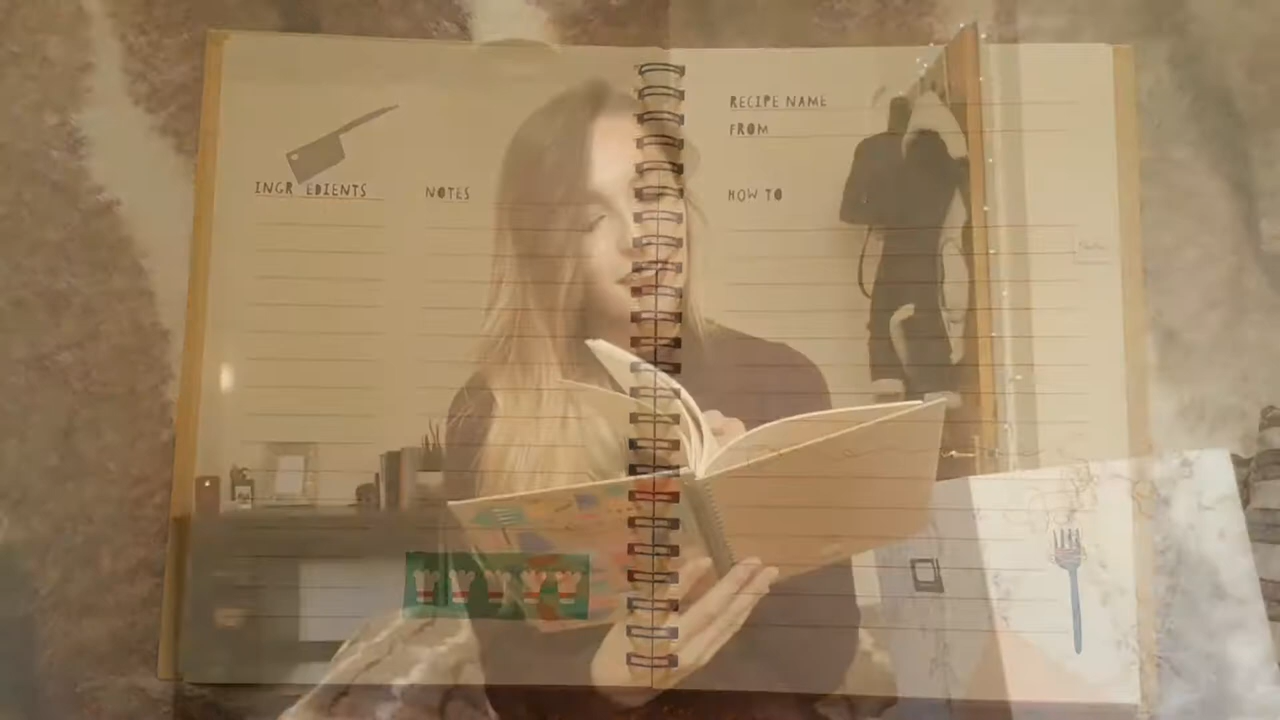 INGREDIENTS
NOTES
RECIPE NAME
FROM
HOW TO